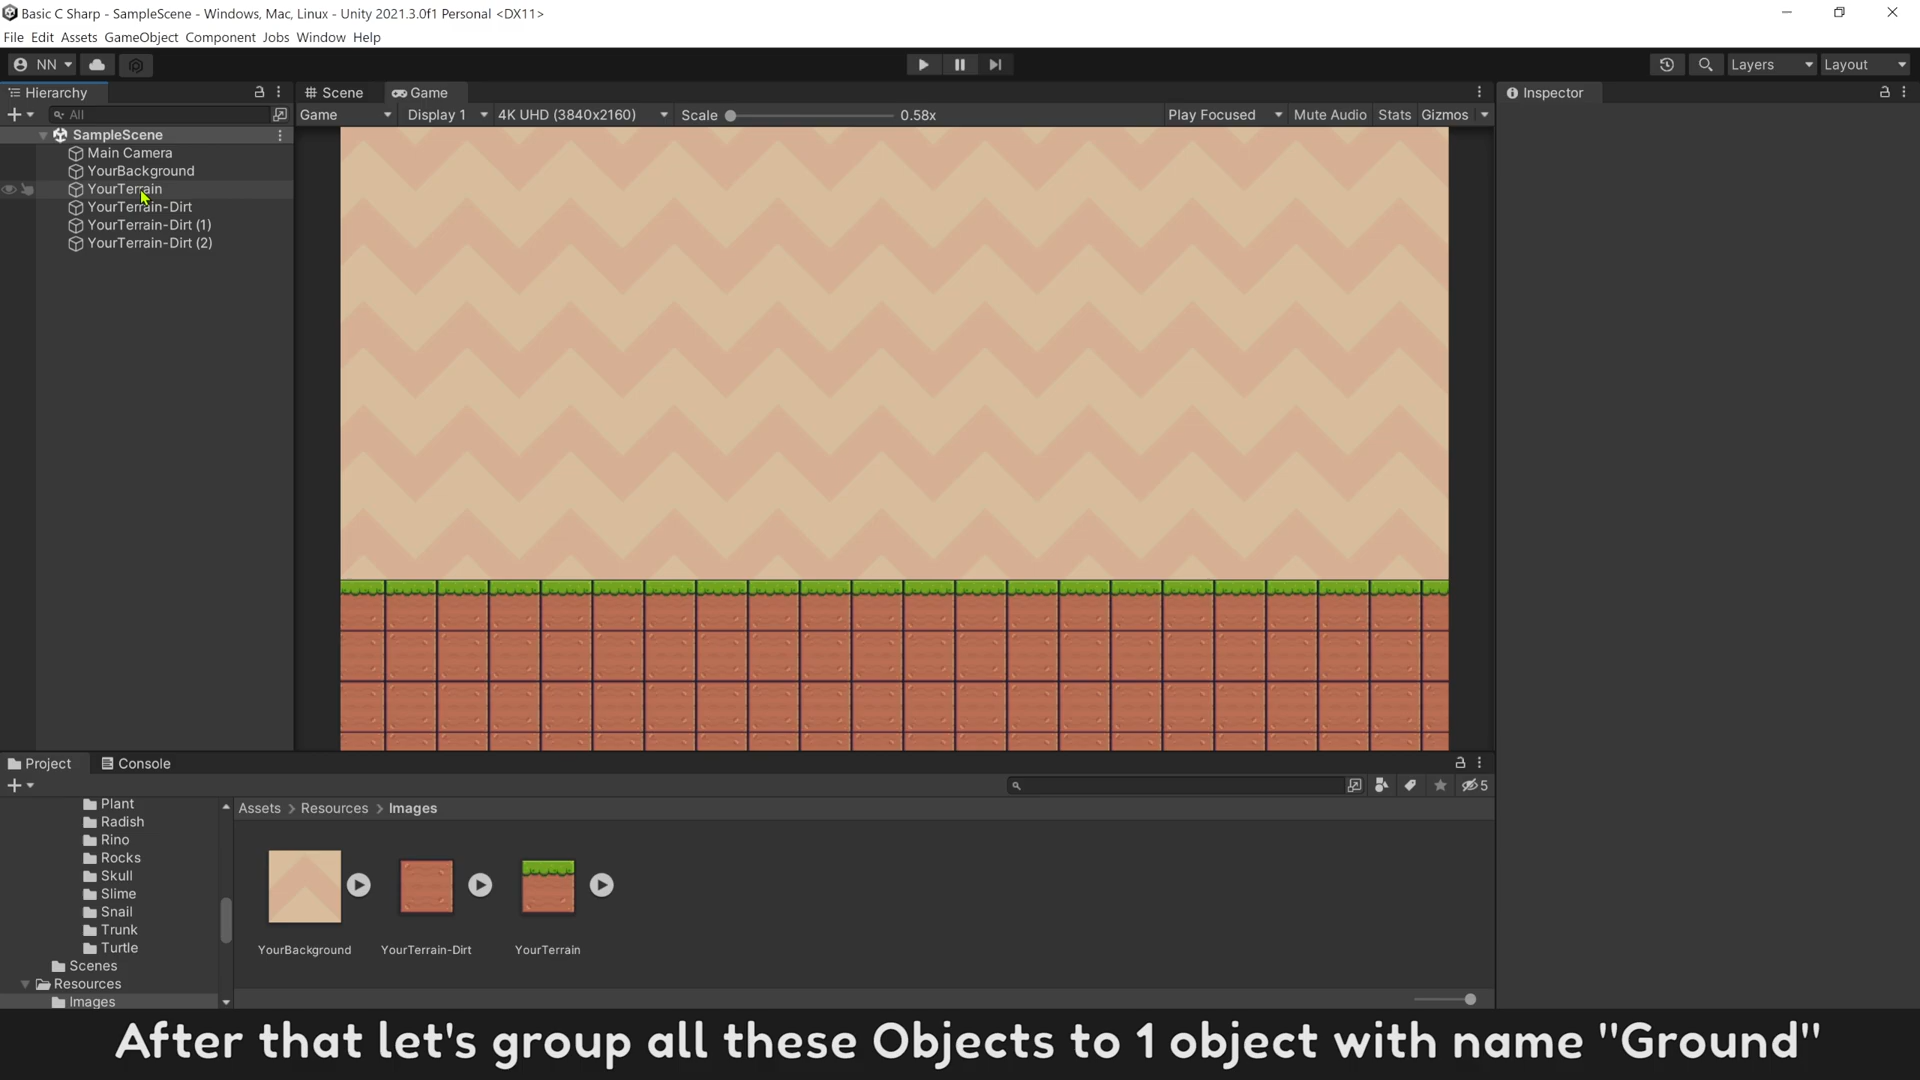 Basic C Sharp - SampleScene - Windows, Mac, Linux - Unity 2021.3.0f1 Personal <DX11>
File Edit Assets GameObject Component Jobs Window Help
NN Layers Layout
Hierarchy Scene Game Inspector
All Game Display 1 4K UHD (3840x2160) Scale 0.58x Play Focused Mute Audio Stats Gizmos
SampleScene
Main Camera
YourBackground
YourTerrain
YourTerrain-Dirt
YourTerrain-Dirt (1)
YourTerrain-Dirt (2)
Project Console
5
Plant
Radish
Rino
Rocks
Skull
Slime
Snail
Trunk
Turtle
Scenes
Resources
Images
Assets > Resources > Images
YourBackground YourTerrain-Dirt YourTerrain
After that let's group all these Objects to 1 object with name "Ground"